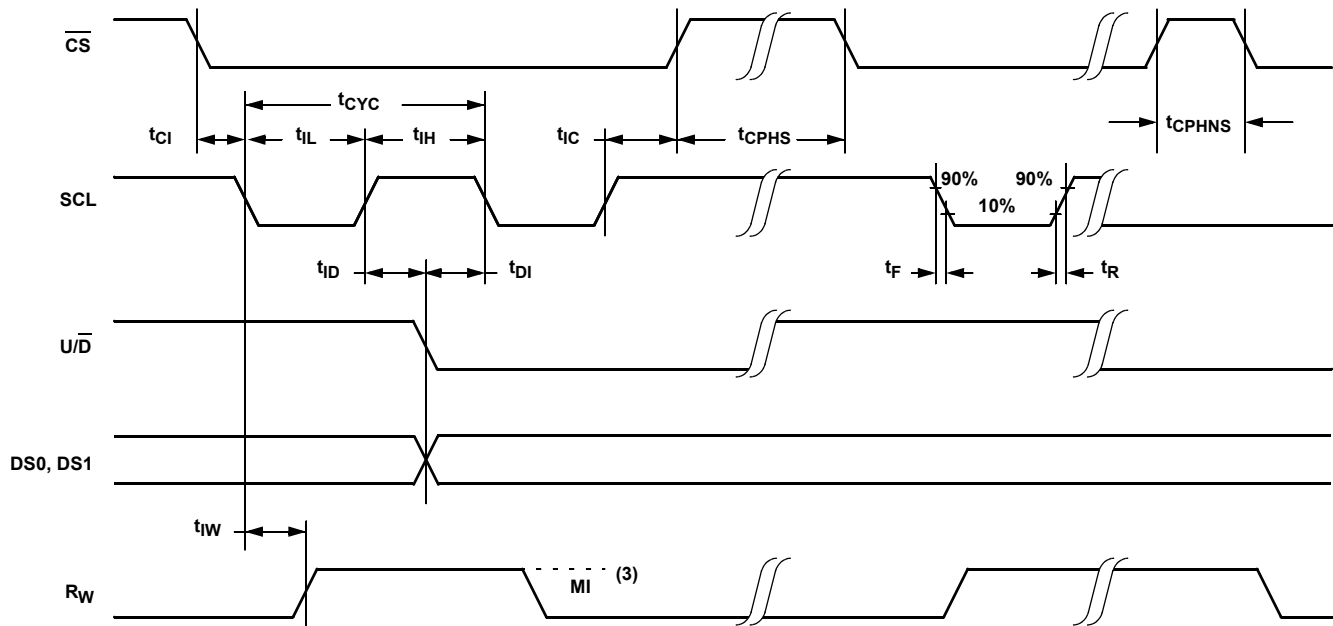 CS
tCYC
tCI tIL tIH tIC tCPHS tCPHNS
SCL
90% 90%
10%
tID tDI tF tR
U/D
DS0, DS1
tIW
(3)
MI
RW